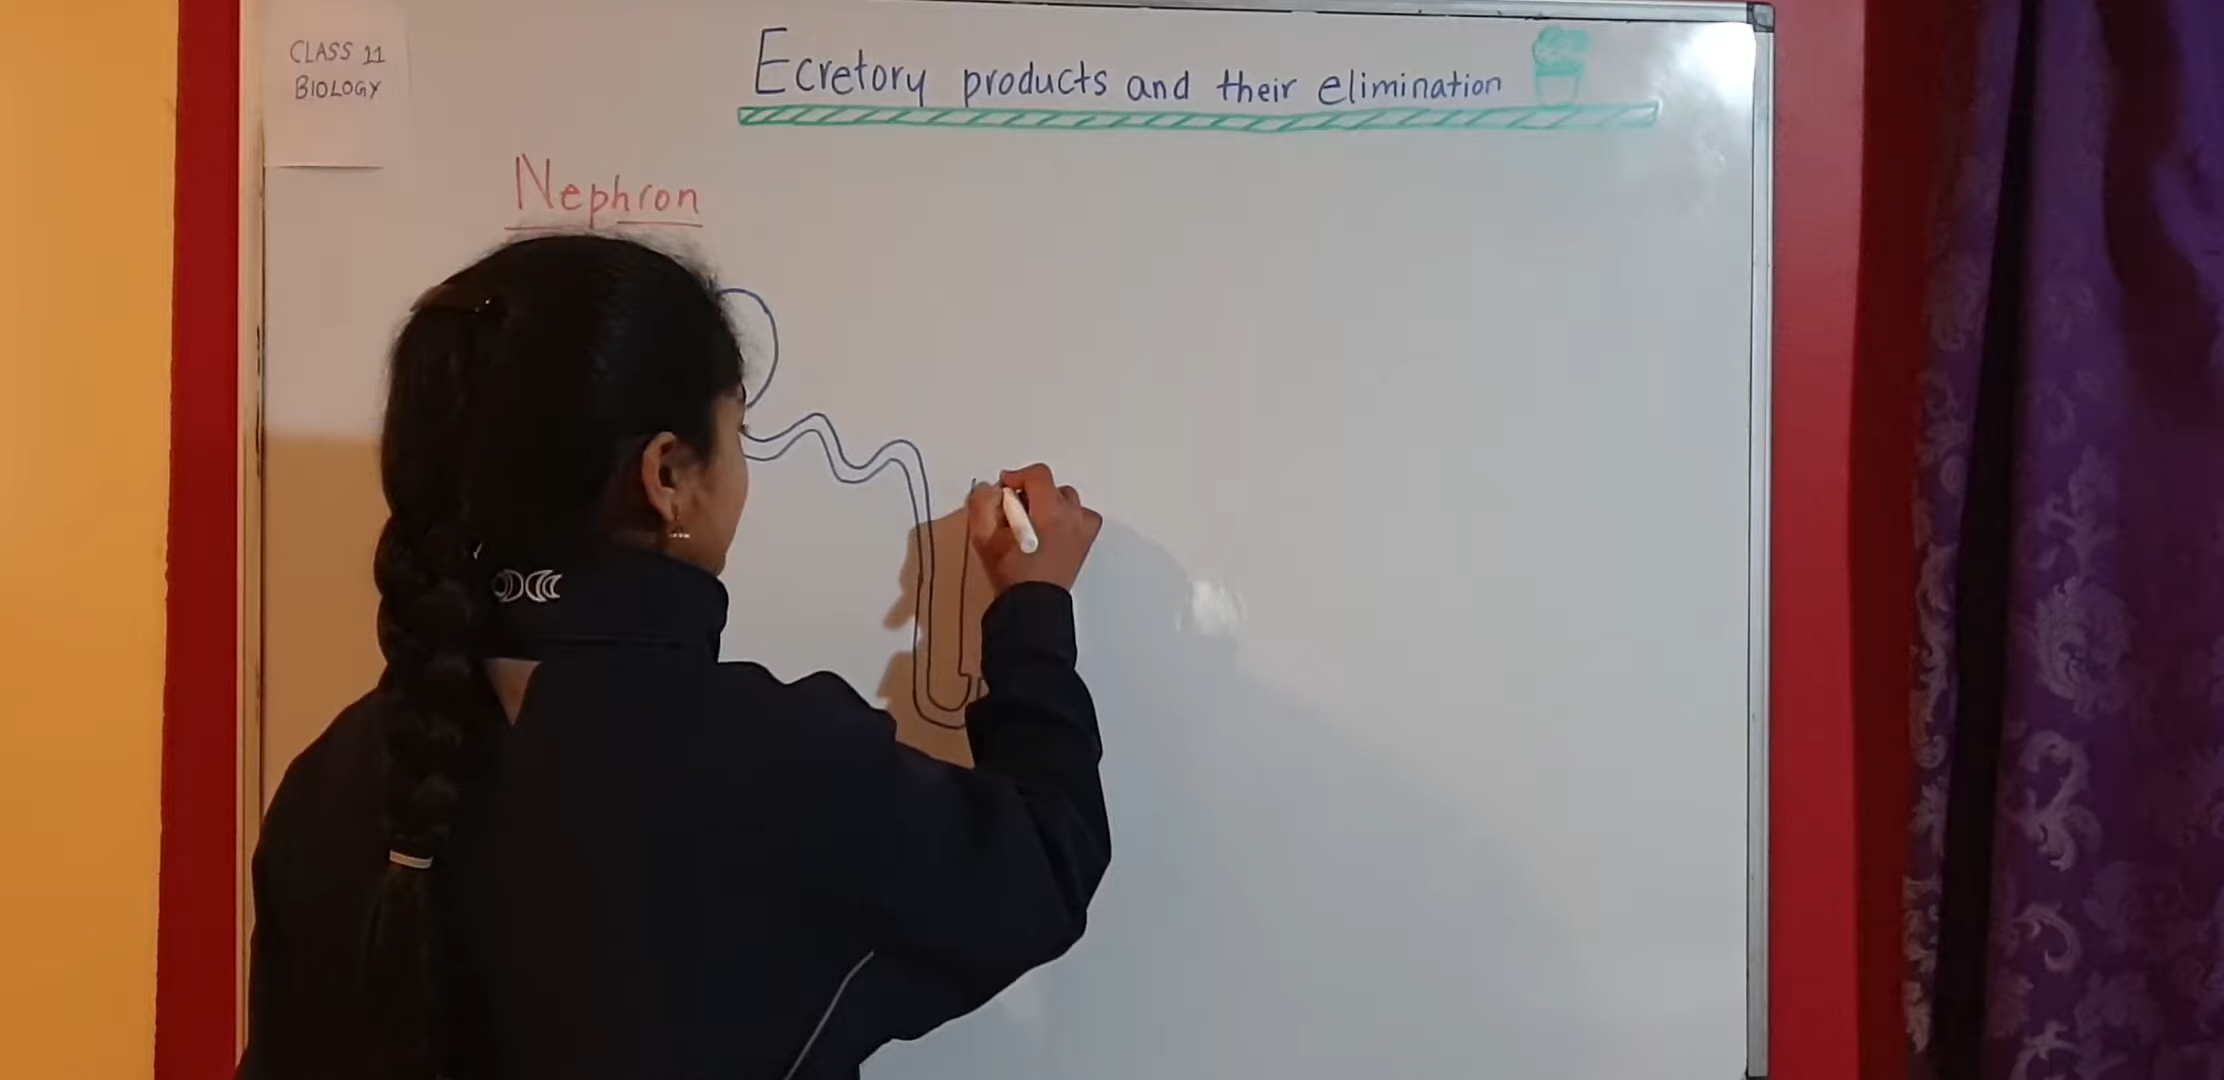 CLASS 11
BIOLOGY
Ecretory products and their elimination
Nephron